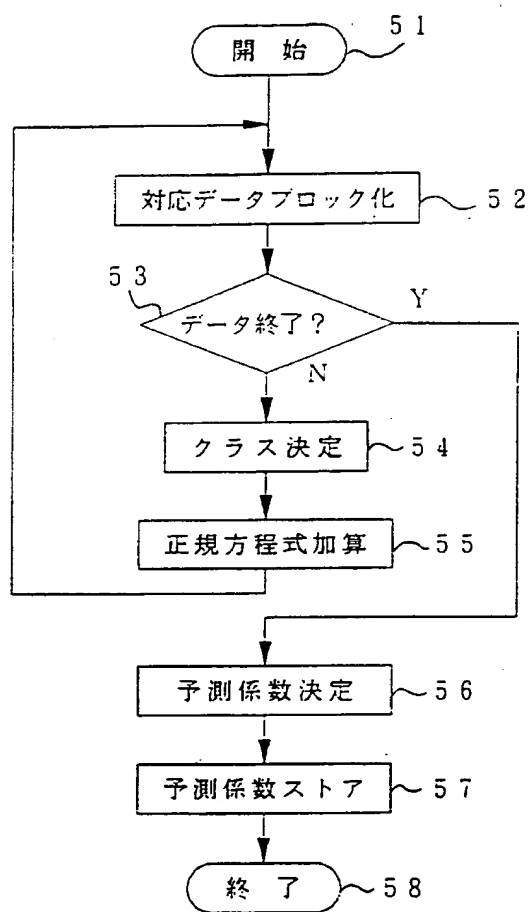 開始 51
対応データブロック化 52
53
データ終了? Y
N
クラス決定 54
正規方程式加算 55
予測係数決定 56
予測係数ストア 57
終了 58